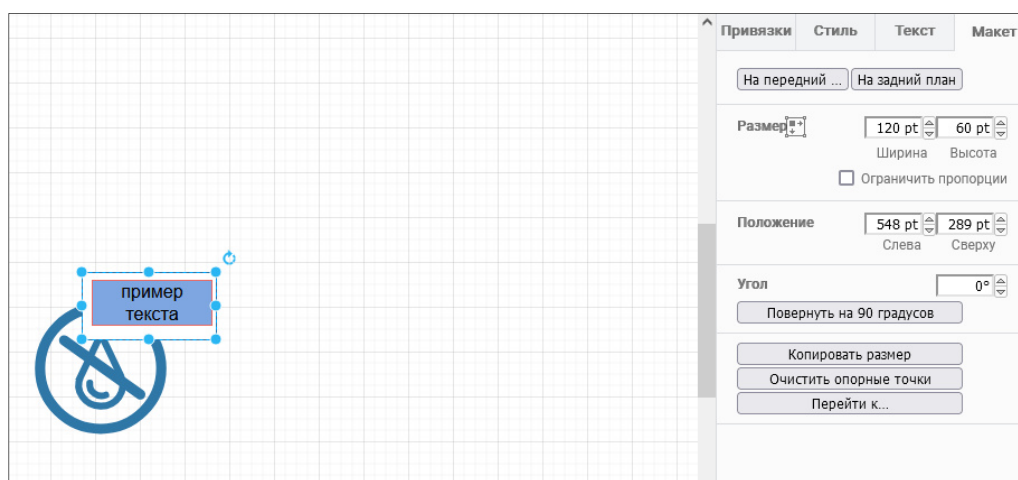 Привязки Стиль Текст Макет
На передний ... На задний план
Размер 120 pt 60 pt
Ширина Высота
Ограничить пропорции
Положение 548 pt 289 pt
Слева Сверху
Угол 0°
Повернуть на 90 градусов
Копировать размер
Очистить опорные точки
Перейти к...
пример
текста